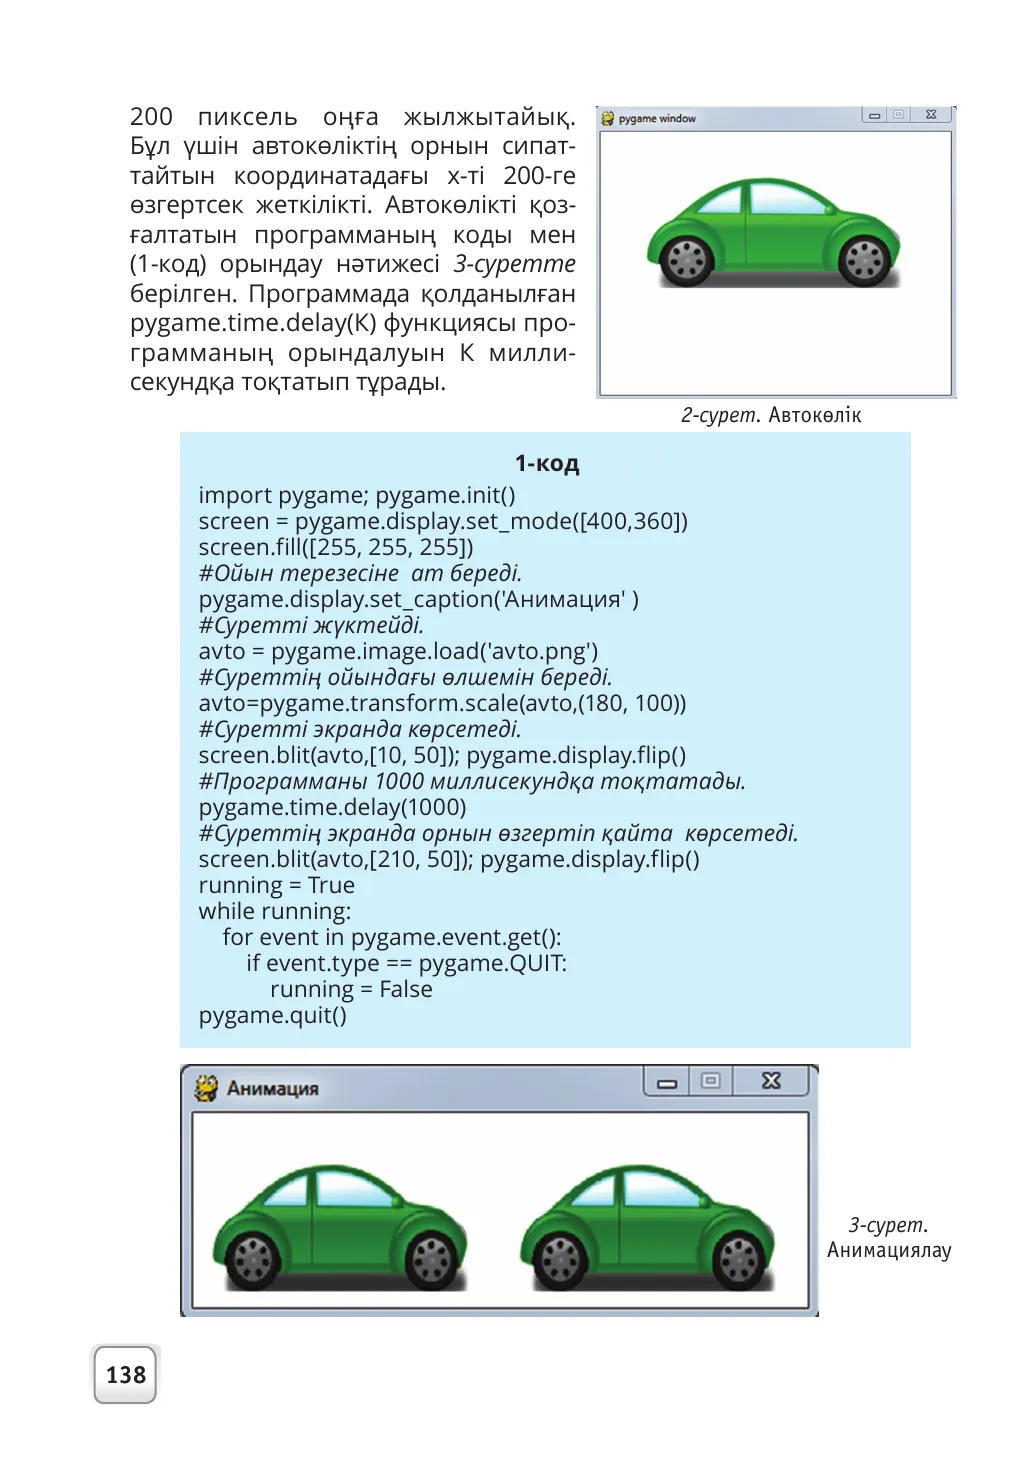 200 пиксель оңға жылжытайық.
Бұл үшін автокөліктің орнын сипат-
тайтын координатадағы х-ті 200-ге
өзгертсек жеткілікті. Автокөлікті қоз-
ғалтатын программаның коды мен
(1-код) орындау нәтижесі 3-суретте
берілген. Программада қолданылған
pygame.time.delay(К) функциясы про-
грамманың орындалуын К милли-
секундқа тоқтатып тұрады.
pygame window
2-сурет. Автокөлік
1-код
import pygame; pygame.init()
screen = pygame.display.set_mode([400,360])
screen.fill([255, 255, 255])
#Ойын терезесіне ат береді.
pygame.display.set_caption('Анимация' )
#Суретті жүктейді.
avto = pygame.image.load('avto.png')
#Суреттің ойындағы өлшемін береді.
avto=pygame.transform.scale(avto,(180, 100))
#Суретті экранда көрсетеді.
screen.blit(avto,[10, 50]); pygame.display.flip()
#Программаны 1000 миллисекундқа тоқтатады.
pygame.time.delay(1000)
#Суреттің экранда орнын өзгертіп қайта көрсетеді.
screen.blit(avto,[210, 50]); pygame.display.flip()
running = True
while running:
for event in pygame.event.get():
if event.type == pygame.QUIT:
running = False
pygame.quit()
Анимация
3-сурет.
Анимациялау
138